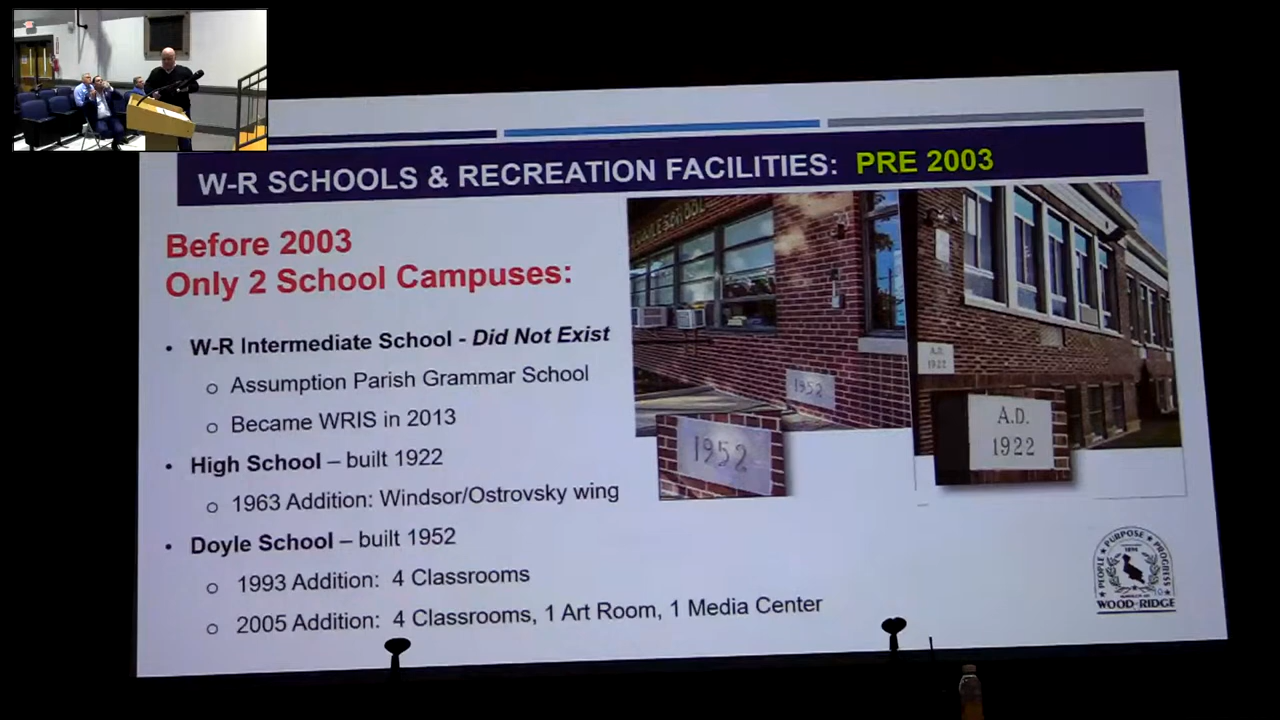 W-R SCHOOLS & RECREATION FACILITIES: PRE 2003
Before 2003
Only 2 School Campuses:
• W-R Intermediate School - Did Not Exist
o Assumption Parish Grammar School
o Became WRIS in 2013
• High School – built 1922
o 1963 Addition: Windsor/Ostrovsky wing
• Doyle School – built 1952
o 1993 Addition: 4 Classrooms
o 2005 Addition: 4 Classrooms, 1 Art Room, 1 Media Center
SCHOOL
1952
1952
A.D.
1922
A.D.
1922
PEOPLE ★ PURPOSE ★ PROGRESS
WOOD-RIDGE